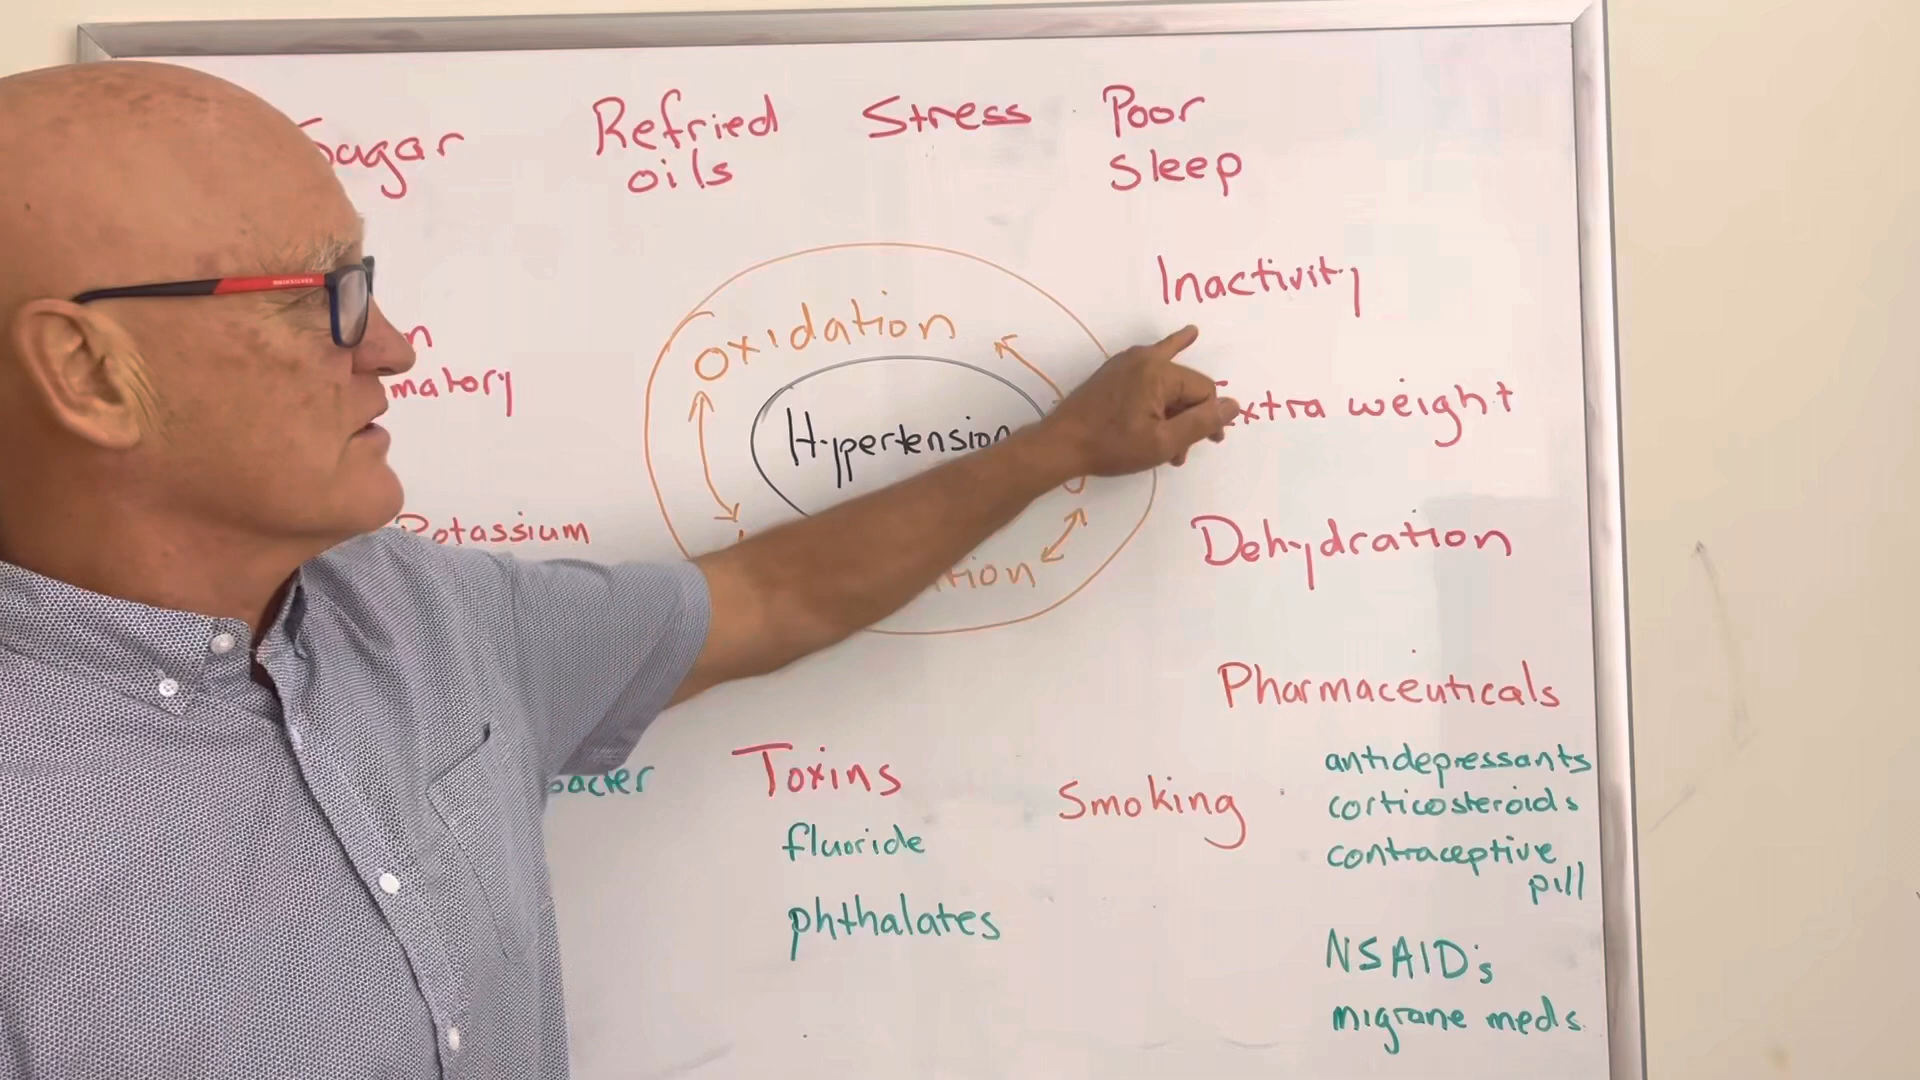 Sugar
Refried
oils
Stress
Poor
sleep
QUIKSILVER
Inactivity
oxidation
matory
Extra weight
Hypertension
Potassium
Dehydration
Pharmaceuticals
antidepressants
corticosteroids
contraceptive
pill
NSAID's
migrane meds
Toxins
fluoride
phthalates
Smoking